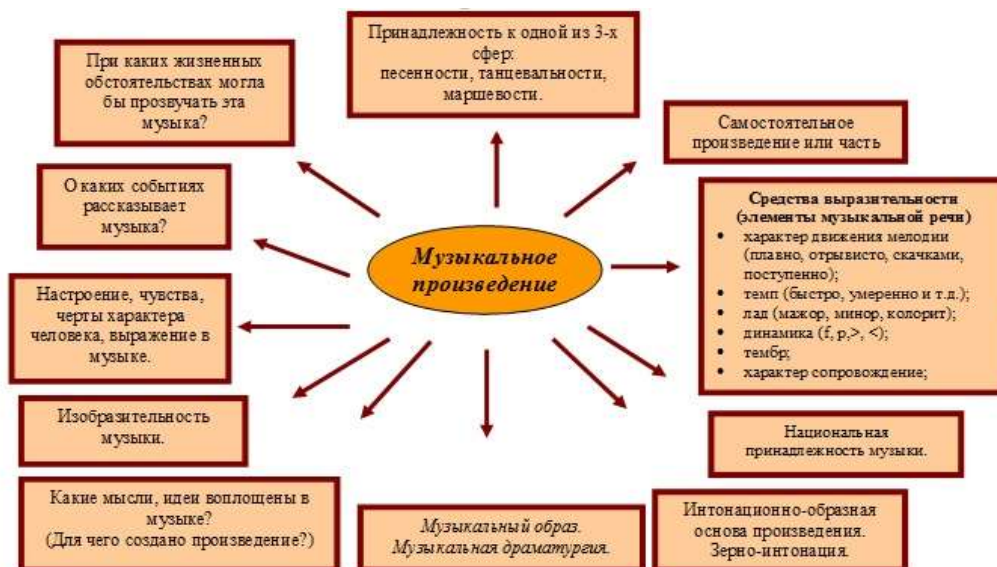 Принадлежность к одной из 3-х
сфер:
песенности, танцевальности,
маршевости.
При каких жизненных
обстоятельствах могла
бы прозвучать эта
музыка?
Самостоятельное
произведение или часть
О каких событиях
рассказывает
музыка?
Средства выразительности
(элементы музыкальной речи)
• характер движения мелодии
(плавно, отрывисто, скачками,
поступенно);
• темп (быстро, умеренно и т.д.);
• лад (мажор, минор, колорит);
• динамика (f, p,>, <);
• тембр;
• характер сопровождение;
Музыкальное
произведение
Настроение, чувства,
черты характера
человека, выражение в
музыке.
Изобразительность
музыки.
Национальная
принадлежность музыки.
Какие мысли, идеи воплощены в
музыке?
(Для чего создано произведение?)
Музыкальный образ.
Музыкальная драматургия.
Интонационно-образная
основа произведения.
Зерно-интонация.